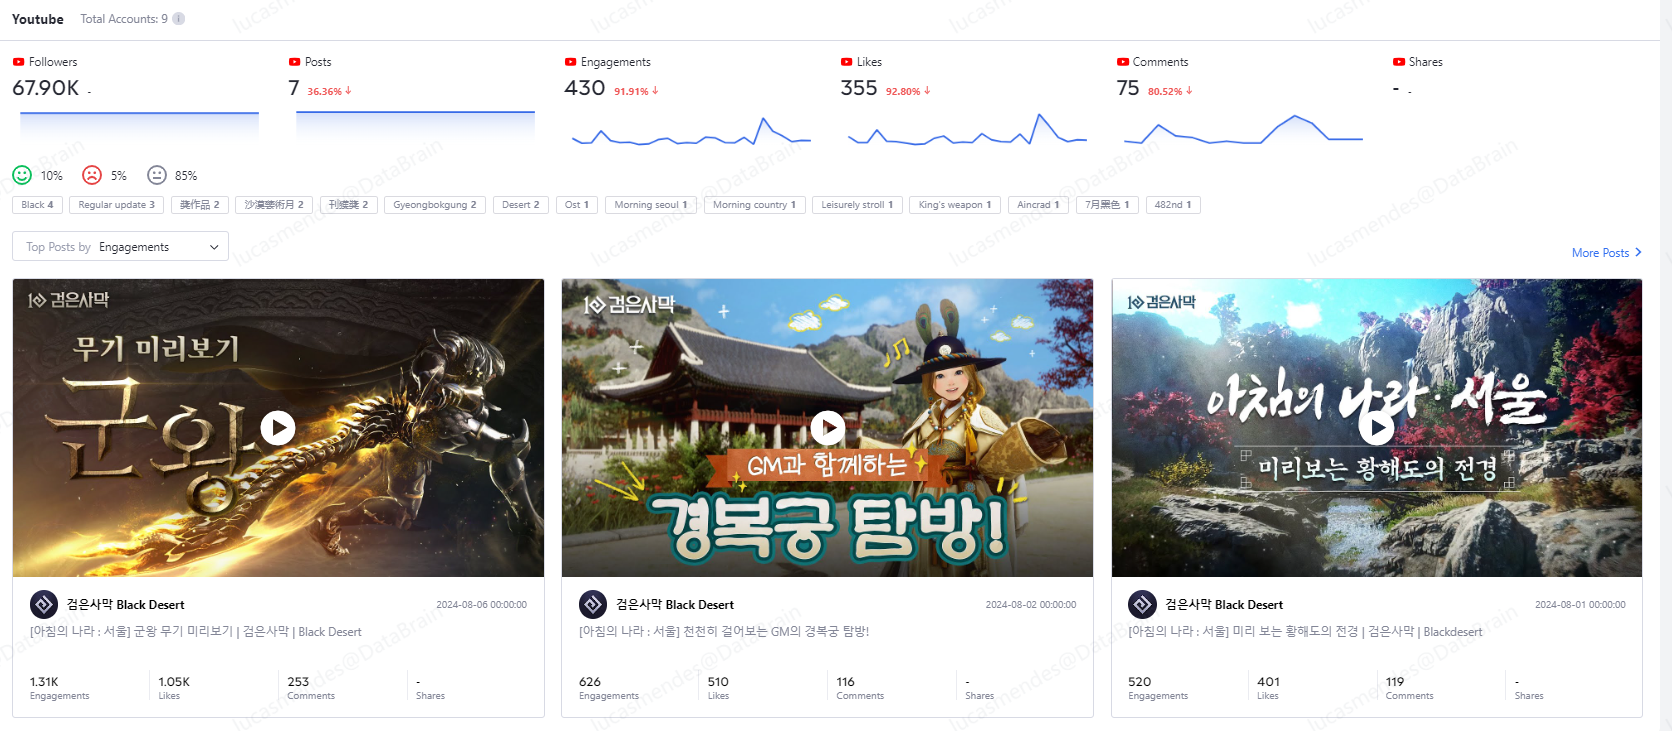 Youtube Total Accounts: 9
Followers
67.90K -
Posts
7 36.36%↓
Engagements
430 91.91%↓
Likes
355 92.80%↓
Comments
75 80.52%↓
Shares
- -
10% 5% 85%
Black 4 Regular update 3 奬作品 2 沙漠藝術月 2 刊奬奬 2 Gyeongbokgung 2 Desert 2 Ost 1 Morning seoul 1 Morning country 1 Leisurely stroll 1 King's weapon 1 Aincrad 1 7月黑色 1 482nd 1
Top Posts by Engagements
More Posts >
검은사막
무기 미리보기
군왕
검은사막 Black Desert 2024-08-06 00:00:00
[아침의 나라 : 서울] 군왕 무기 미리보기 | 검은사막 | Black Desert
1.31K 1.05K 253 -
Engagements Likes Comments Shares
검은사막
GM과 함께하는
경복궁 탐방!
검은사막 Black Desert 2024-08-02 00:00:00
[아침의 나라 : 서울] 천천히 걸어보는 GM의 경복궁 탐방!
626 510 116 -
Engagements Likes Comments Shares
검은사막
아침의 나라·서울
미리보는 황해도의 전경
검은사막 Black Desert 2024-08-01 00:00:00
[아침의 나라 : 서울] 미리 보는 황해도의 전경 | 검은사막 | Blackdesert
520 401 119 -
Engagements Likes Comments Shares
lucasmendes@DataBrain